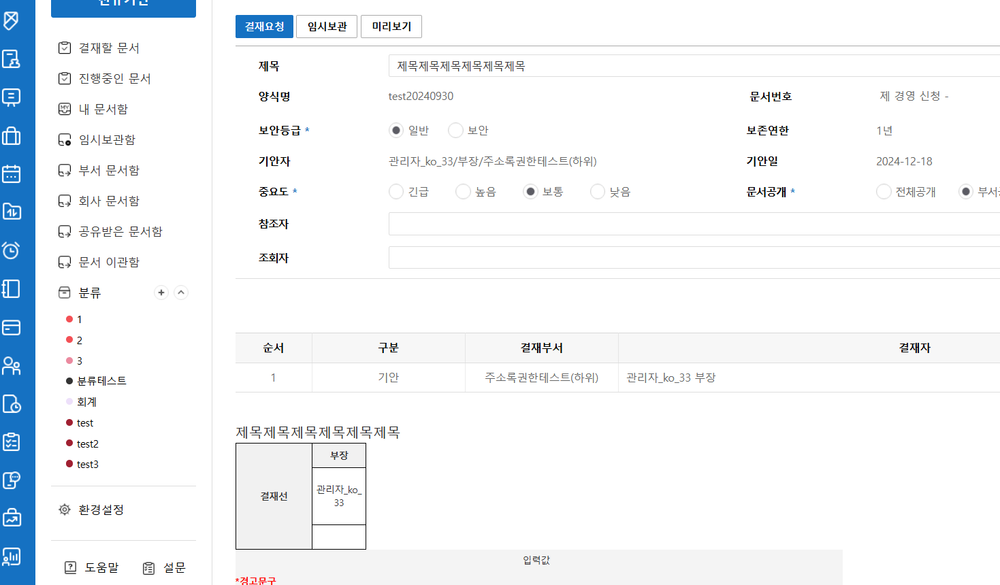 결재할 문서
진행중인 문서
내 문서함
임시보관함
부서 문서함
회사 문서함
공유받은 문서함
문서 이관함
분류
1
2
3
분류테스트
회계
test
test2
test3
환경설정
도움말 설문
결재요청 임시보관 미리보기
제목 제목제목제목제목제목제목
양식명 test20240930 문서번호 제 경영 신청 -
보안등급 * 일반 보안 보존연한 1년
기안자 관리자_ko_33/부장/주소록권한테스트(하위) 기안일 2024-12-18
중요도 * 긴급 높음 보통 낮음 문서공개 * 전체공개
참조자
조회자
순서 구분 결재부서 결재자
1 기안 주소록권한테스트(하위) 관리자_ko_33 부장
제목제목제목제목제목제목
부장
결재선
관리자_ko_
33
입력값
*경고문구